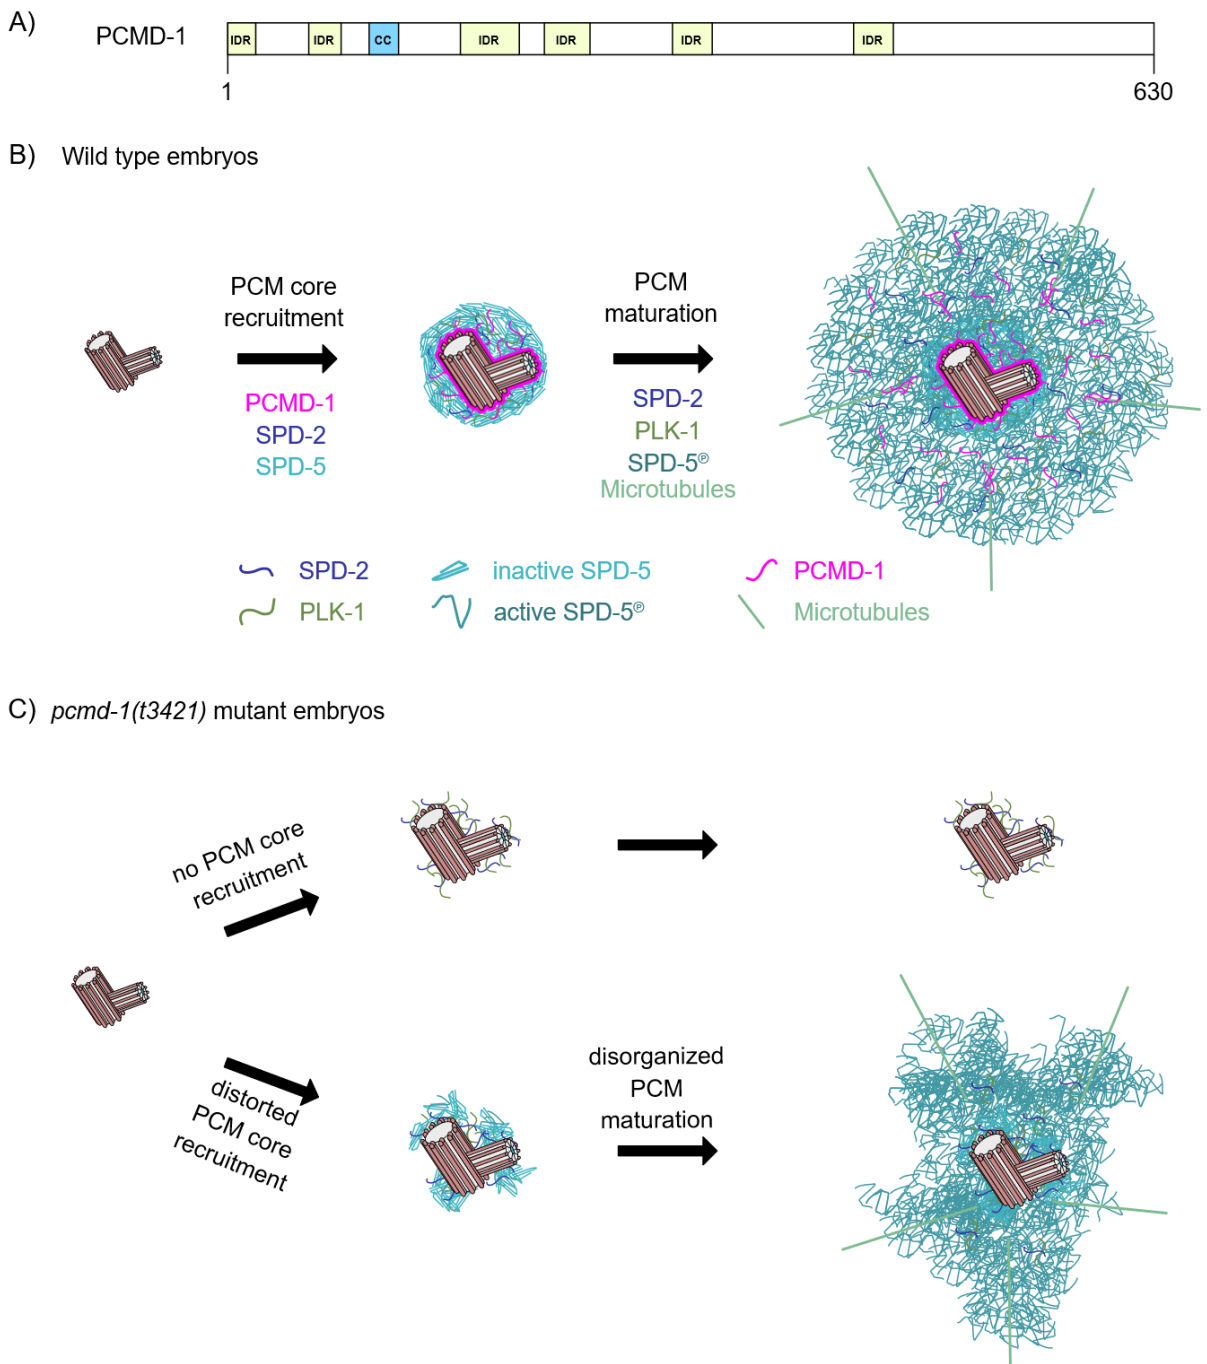 A)
PCMD-1
IDR IDR CC IDR IDR IDR IDR
1 630
B) Wild type embryos
PCM core
recruitment
PCMD-1
SPD-2
SPD-5
PCM
maturation
SPD-2
PLK-1
SPD-5℗
Microtubules
SPD-2 inactive SPD-5 PCMD-1
PLK-1 active SPD-5℗ Microtubules
C) pcmd-1(t3421) mutant embryos
no PCM core
recruitment
distorted
PCM core
recruitment
disorganized
PCM
maturation